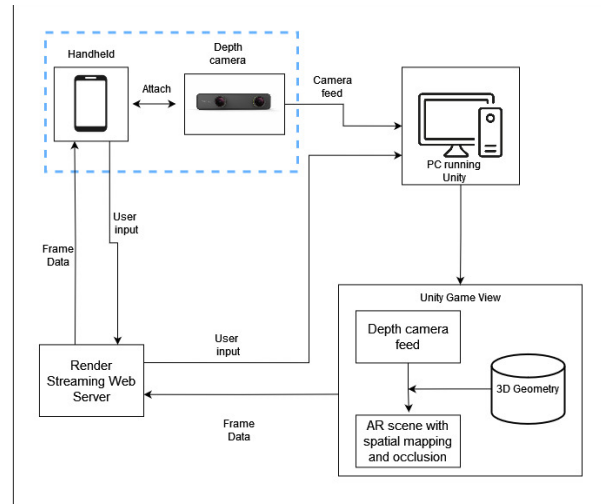 Handheld
Depth
camera
Attach
Camera
feed
PC running
Unity
User
input
Frame
Data
Unity Game View
Depth camera
feed
User
input
Render
Streaming Web
Server
3D Geometry
AR scene with
spatial mapping
and occlusion
Frame
Data